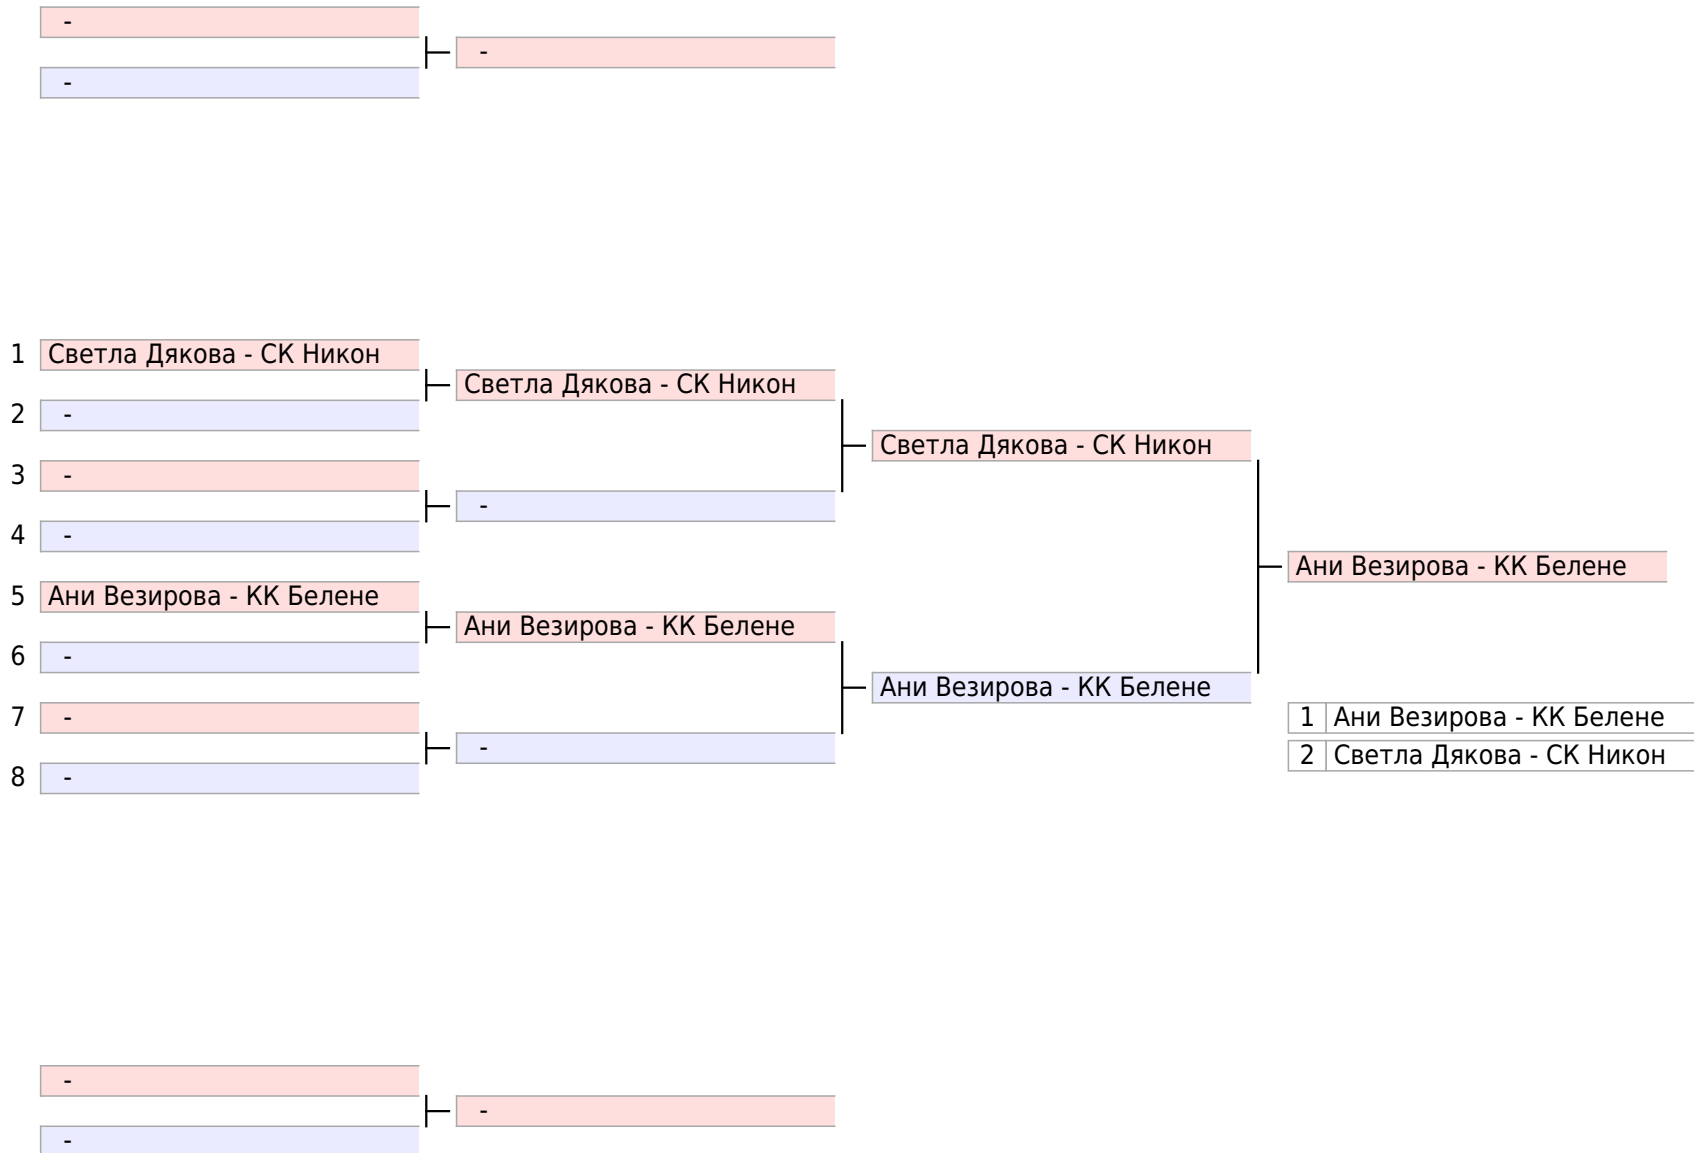 -
-
-
1 Светла Дякова - СК Никон
Светла Дякова - СК Никон
2 -
Светла Дякова - СК Никон
3 -
-
4 -
Ани Везирова - КК Белене
5 Ани Везирова - КК Белене
Ани Везирова - КК Белене
6 -
Ани Везирова - КК Белене
7 -
1 Ани Везирова - КК Белене
-
2 Светла Дякова - СК Никон
8 -
-
-
-